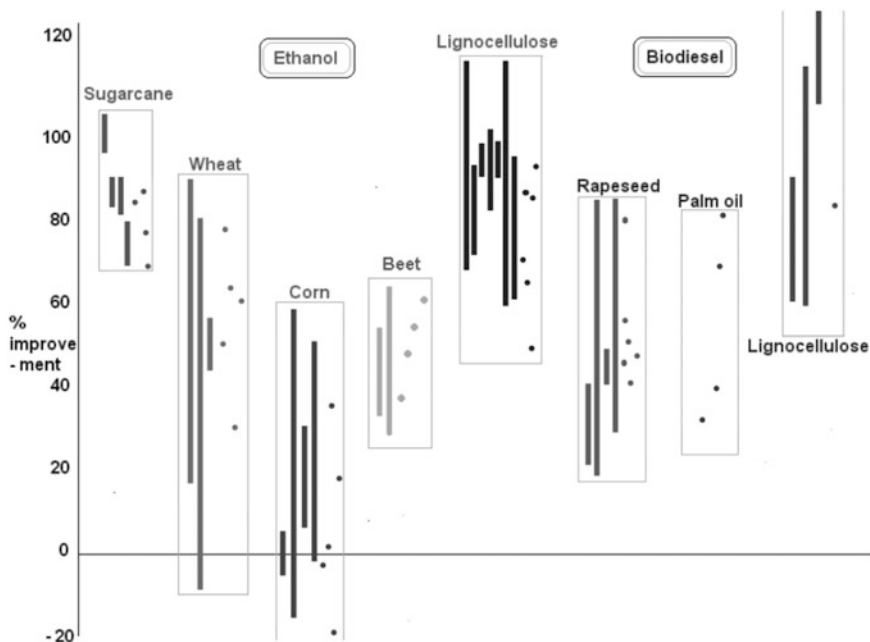 120
100
80
60
% 
improve
- ment
40
20
0
- 20
Ethanol
Biodiesel
Sugarcane
Wheat
Corn
Beet
Lignocellulose
Rapeseed
Palm oil
Lignocellulose